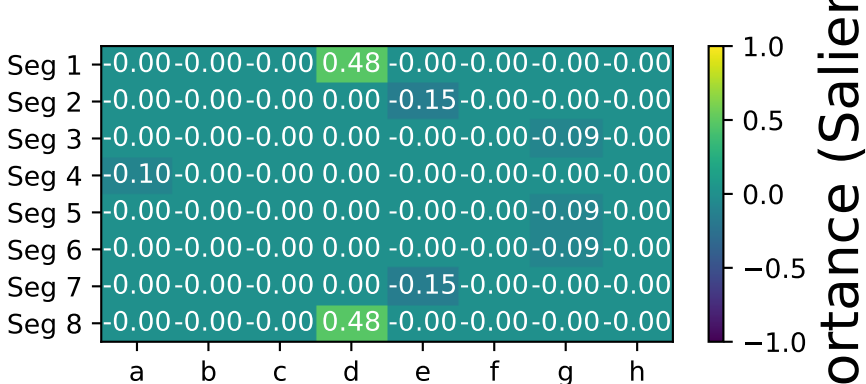 Seg 1 -0.00 -0.00 -0.00 0.48 -0.00 -0.00 -0.00 -0.00
Seg 2 -0.00 -0.00 -0.00 0.00 -0.15 -0.00 -0.00 -0.00
Seg 3 -0.00 -0.00 -0.00 0.00 -0.00 -0.00 -0.09 -0.00
Seg 4 -0.10 -0.00 -0.00 0.00 -0.00 -0.00 -0.00 -0.00
Seg 5 -0.00 -0.00 -0.00 0.00 -0.00 -0.00 -0.09 -0.00
Seg 6 -0.00 -0.00 -0.00 0.00 -0.00 -0.00 -0.09 -0.00
Seg 7 -0.00 -0.00 -0.00 0.00 -0.15 -0.00 -0.00 -0.00
Seg 8 -0.00 -0.00 -0.00 0.48 -0.00 -0.00 -0.00 -0.00
a b c d e f g h
1.0
0.5
0.0
−0.5
−1.0
ortance (Salien